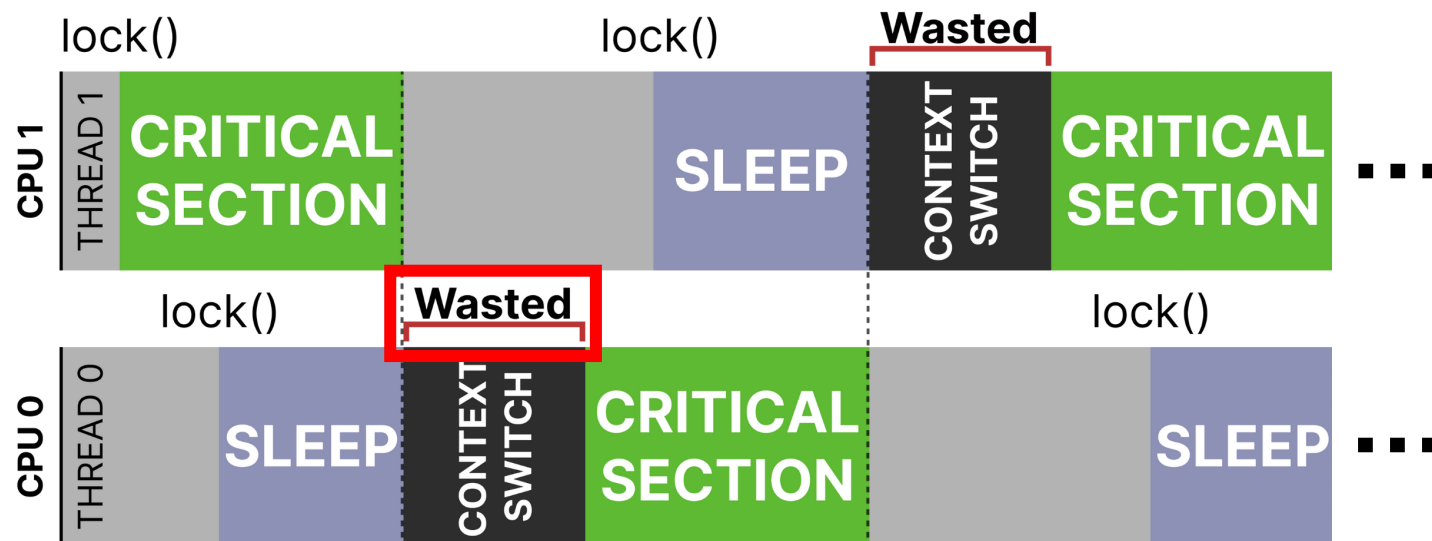 lock() lock() Wasted
CPU 1
THREAD 1
CRITICAL
SECTION
SLEEP
CONTEXT
SWITCH
CRITICAL
SECTION
lock() Wasted lock()
CPU 0
THREAD 0
SLEEP
CONTEXT
SWITCH
CRITICAL
SECTION
SLEEP